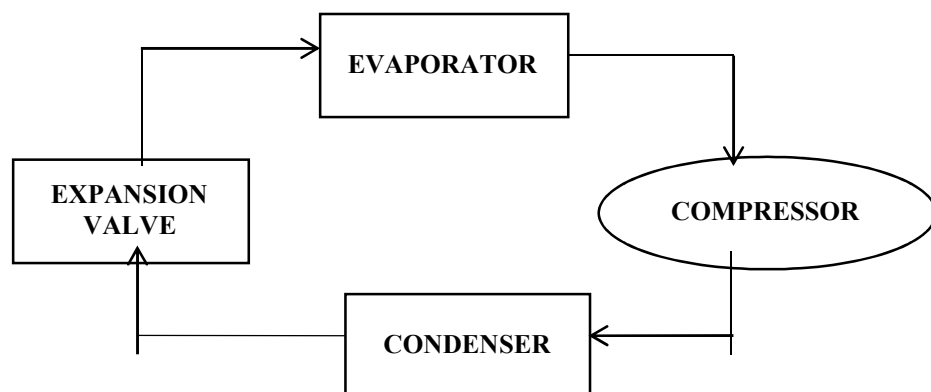 EVAPORATOR
EXPANSION
VALVE
COMPRESSOR
CONDENSER